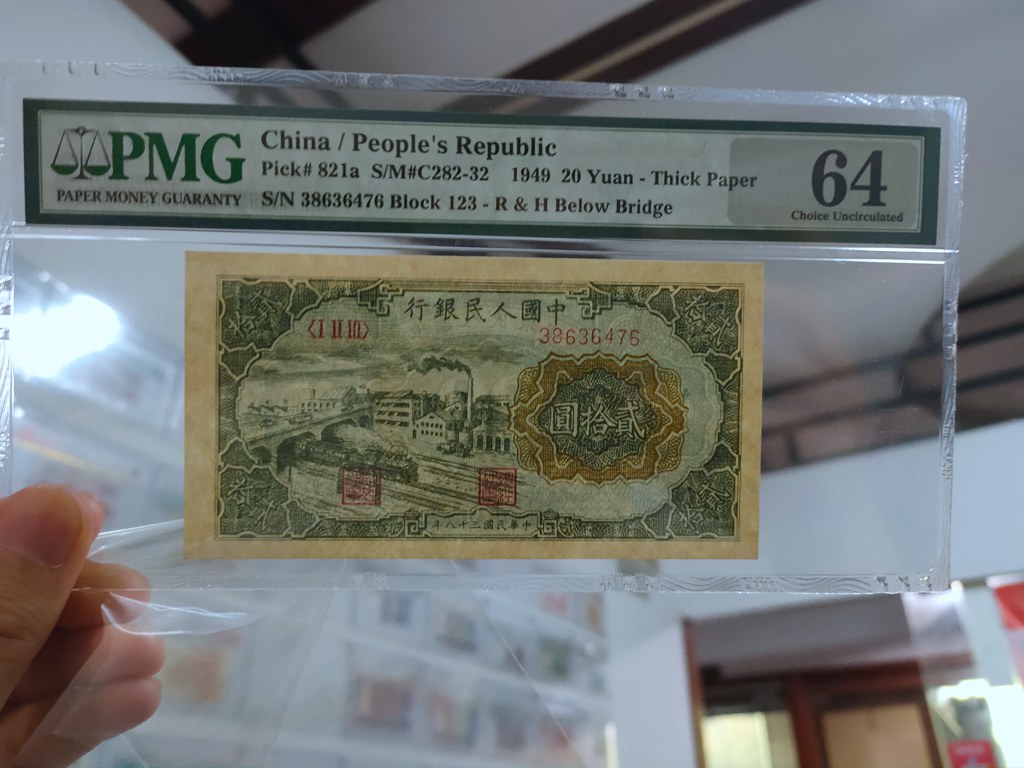 PMG
PAPER MONEY GUARANTY
China / People's Republic
Pick# 821a S/M#C282-32 1949 20 Yuan - Thick Paper
S/N 38636476 Block 123 - R & H Below Bridge
64
Choice Uncirculated
行銀民人國中
〈I II III〉
38636476
圓拾貳
年八十三國民華中